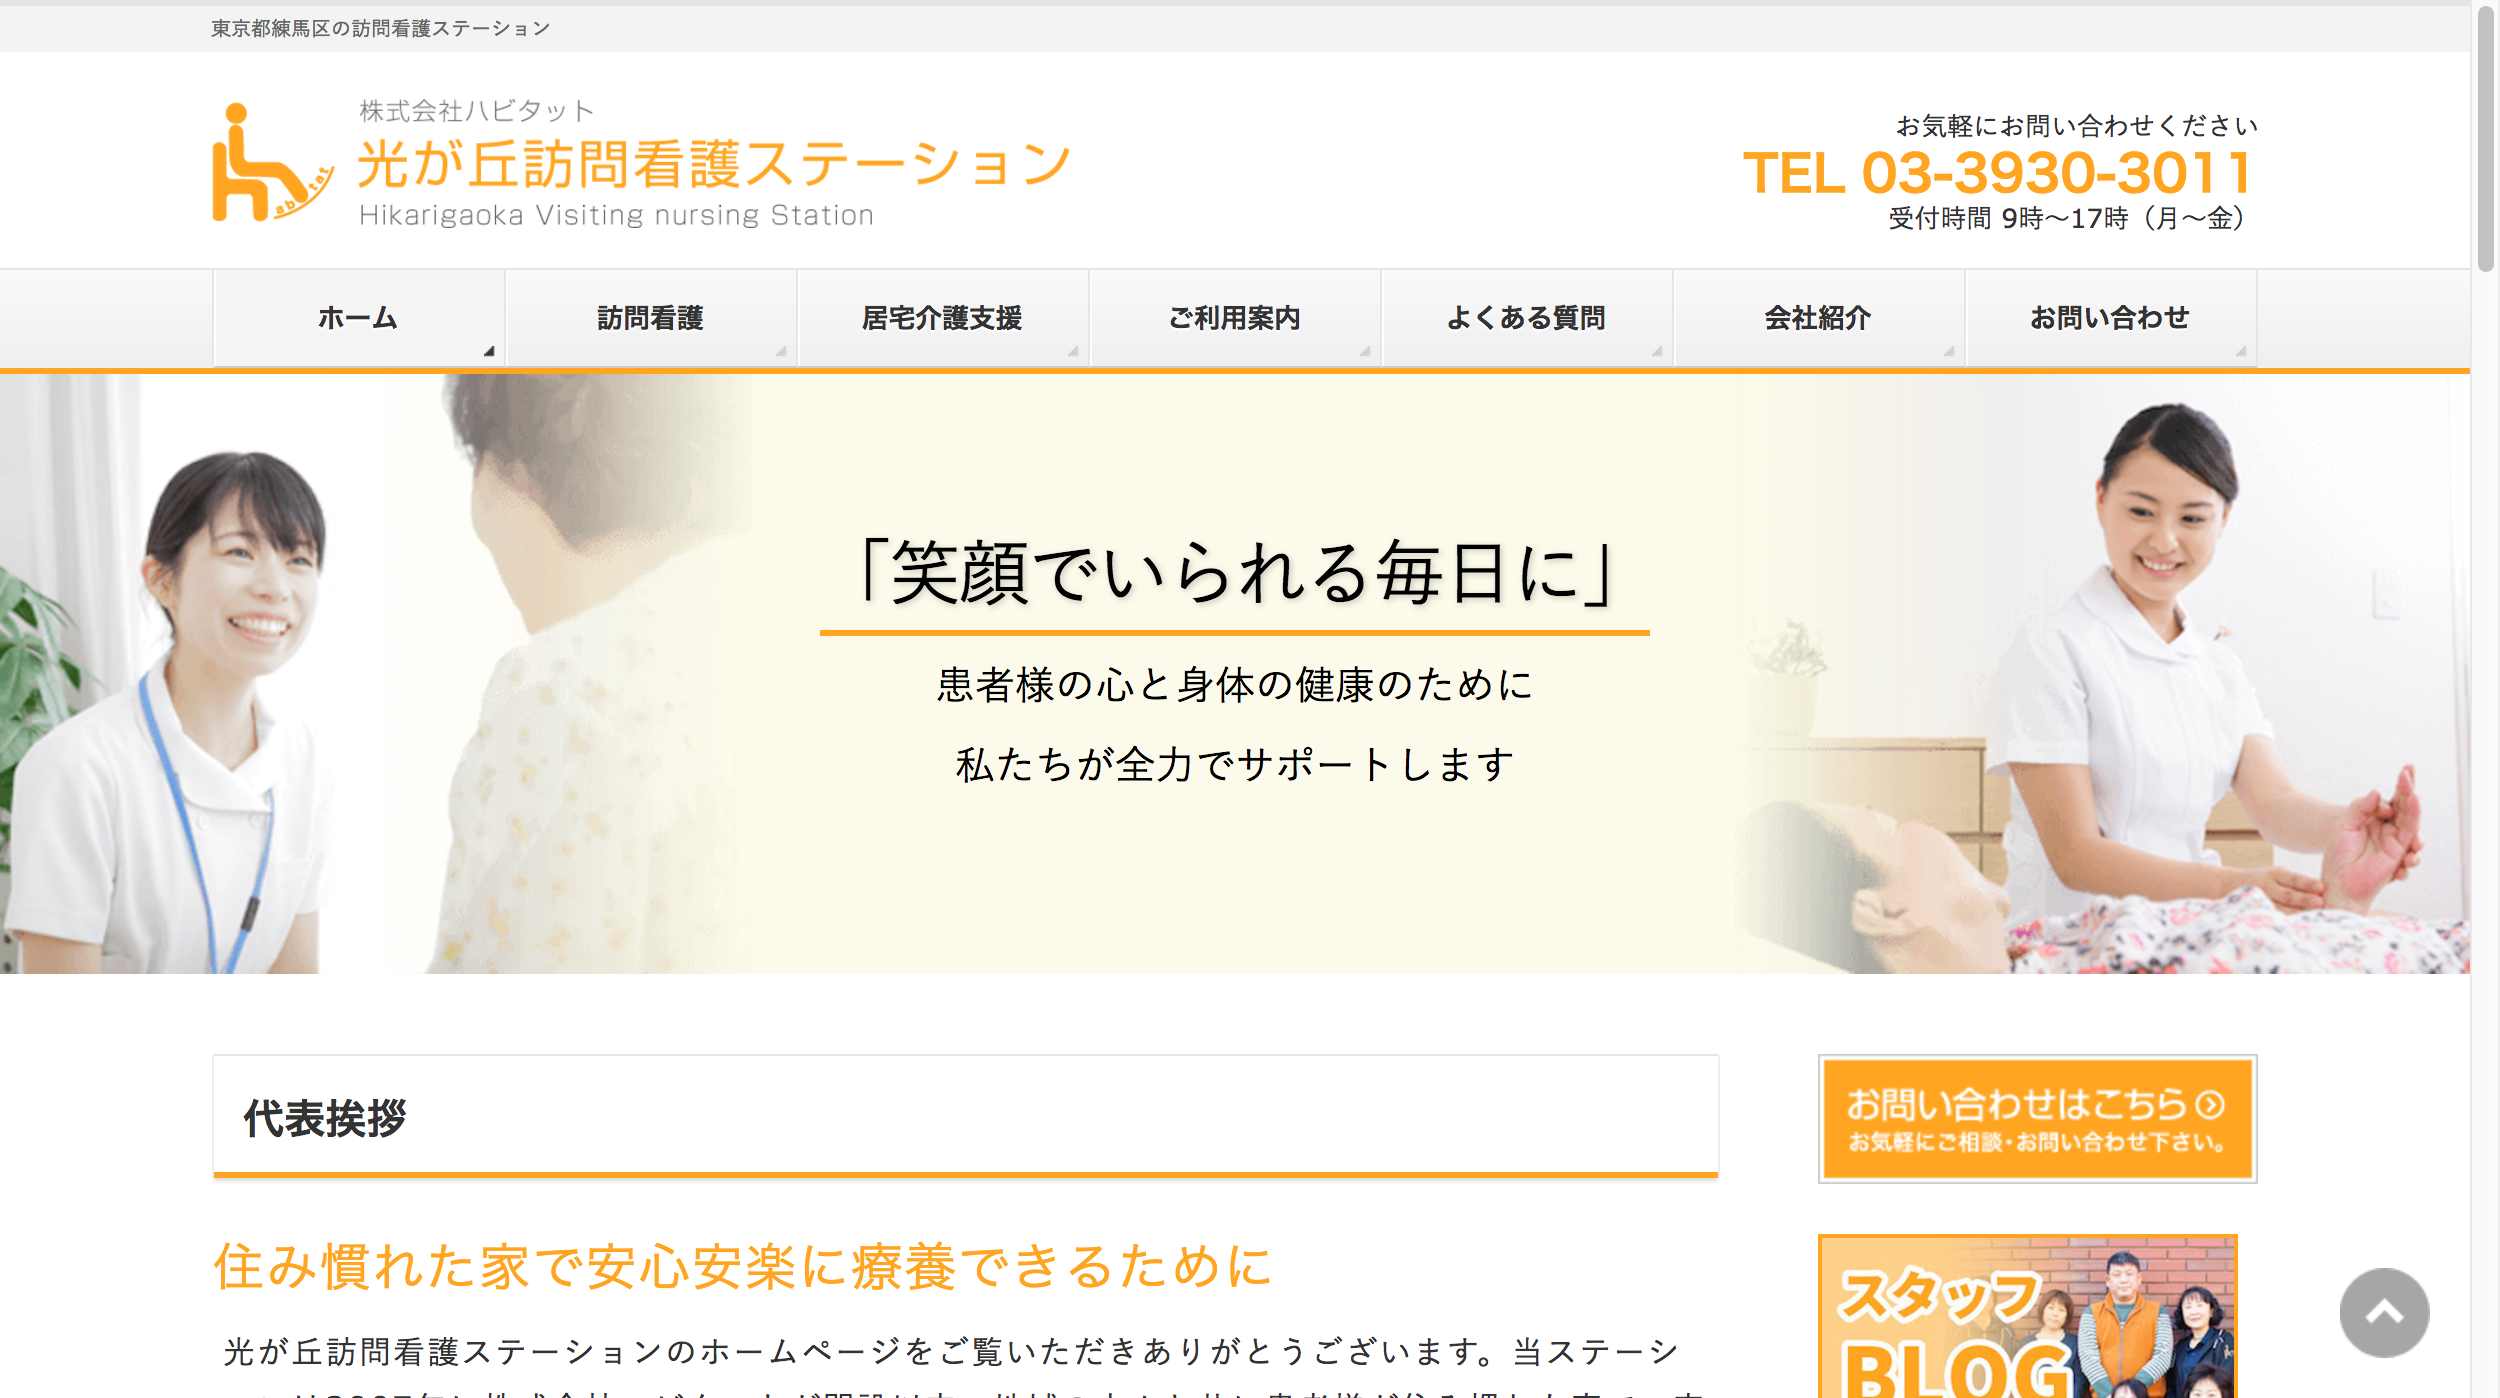 東京都練馬区の訪問看護ステーション
株式会社ハビタット
光が丘訪問看護ステーション
Hikarigaoka Visiting nursing Station
abitat
お気軽にお問い合わせください
TEL 03-3930-3011
受付時間 9時～17時（月～金）
ホーム
訪問看護
居宅介護支援
ご利用案内
よくある質問
会社紹介
お問い合わせ
「笑顔でいられる毎日に」
患者様の心と身体の健康のために
私たちが全力でサポートします
代表挨拶
お問い合わせはこちら
お気軽にご相談・お問い合わせ下さい。
住み慣れた家で安心安楽に療養できるために
スタッフ
BLOG
光が丘訪問看護ステーションのホームページをご覧いただきありがとうございます。当ステーシ